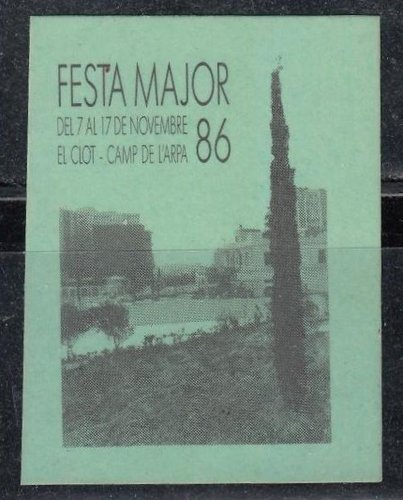 FESTA MAJOR
DEL 7 AL 17 DE NOVEMBRE
EL CLOT - CAMP DE L'ARPA 86